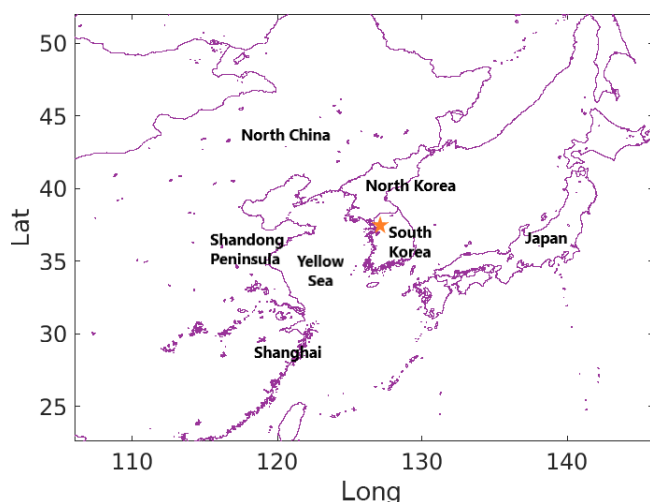 50
45
40
35
30
25
Lat
North China
North Korea
South
Korea
Japan
Shandong
Peninsula
Yellow
Sea
Shanghai
110
120
130
140
Long